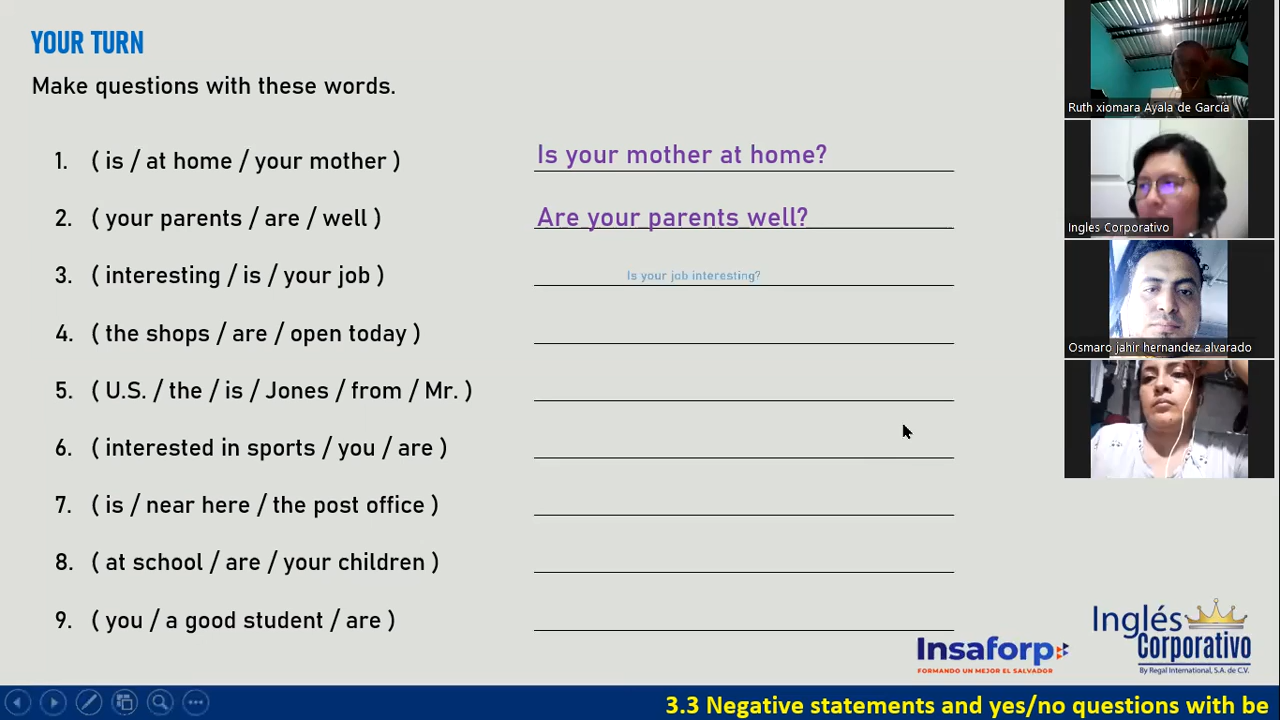 YOUR TURN
Make questions with these words.
1. ( is / at home / your mother ) Is your mother at home?
2. ( your parents / are / well ) Are your parents well?
3. ( interesting / is / your job ) Is your job interesting?
4. ( the shops / are / open today )
5. ( U.S. / the / is / Jones / from / Mr. )
6. ( interested in sports / you / are )
7. ( is / near here / the post office )
8. ( at school / are / your children )
9. ( you / a good student / are )
Ruth xiomara Ayala de García
Ingles Corporativo
Osmaro jahir hernandez alvarado
Insaforp
FORMANDO UN MEJOR EL SALVADOR
Inglés
Corporativo
By Regal International, S.A. de C.V.
3.3 Negative statements and yes/no questions with be